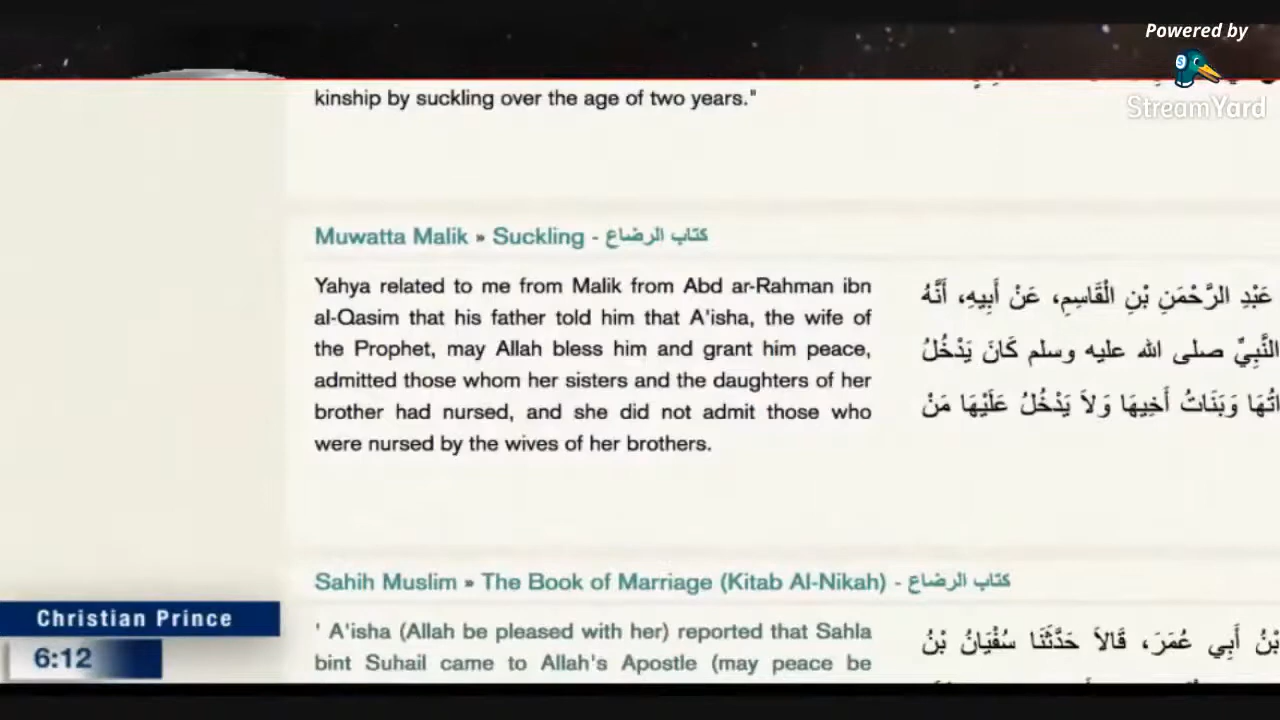 Powered by
StreamYard
kinship by suckling over the age of two years."
Muwatta Malik » Suckling - كتاب الرضاع
Yahya related to me from Malik from Abd ar-Rahman ibn
al-Qasim that his father told him that A'isha, the wife of
the Prophet, may Allah bless him and grant him peace,
admitted those whom her sisters and the daughters of her
brother had nursed, and she did not admit those who
were nursed by the wives of her brothers.
عَبْدِ الرَّحْمَنِ بْنِ الْقَاسِمِ، عَنْ أَبِيهِ، أَنَّهُ
النَّبِيِّ صلى الله عليه وسلم كَانَ يَدْخُلُ
وَبَنَاتُ أَخِيهَا وَلاَ يَدْخُلُ عَلَيْهَا مَنْ
Sahih Muslim » The Book of Marriage (Kitab Al-Nikah) - كتاب الرضاع
' A'isha (Allah be pleased with her) reported that Sahla
bint Suhail came to Allah's Apostle (may peace be
بْنُ أَبِي عُمَرَ، قَالاَ حَدَّثَنَا سُفْيَانُ بْنُ
Christian Prince
6:12